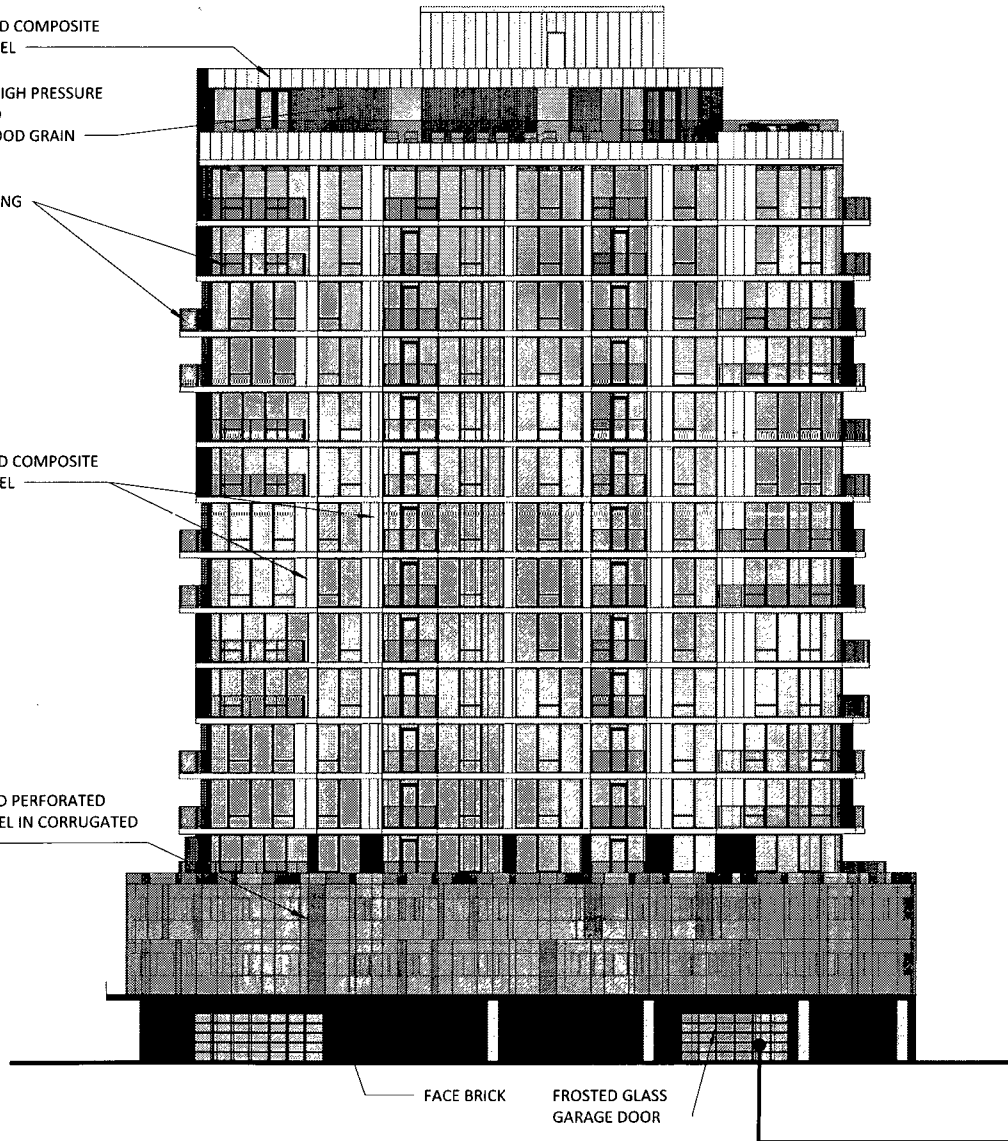 D COMPOSITE
EL
IGH PRESSURE
OOD GRAIN
NG
D COMPOSITE
EL
D PERFORATED
EL IN CORRUGATED
FACE BRICK
FROSTED GLASS
GARAGE DOOR